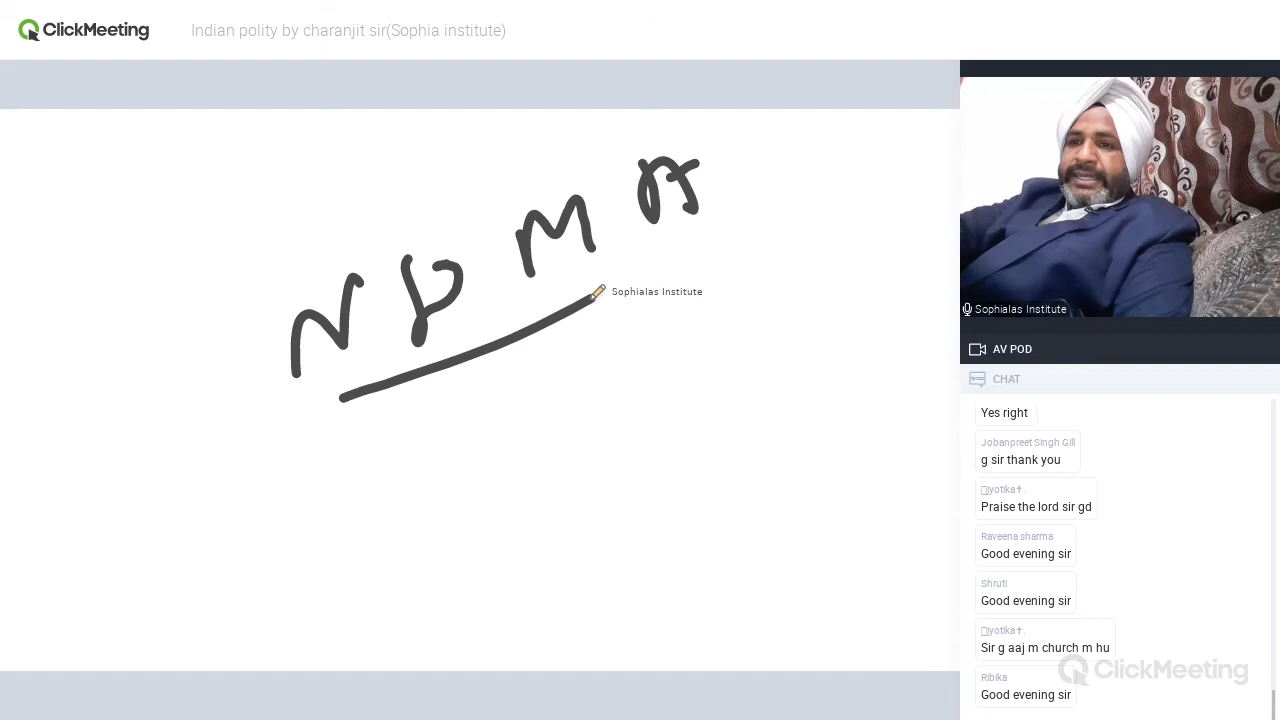 ClickMeeting
Indian polity by charanjit sir(Sophia institute)
N D M A
Sophialas Institute
Sophialas Institute
AV POD
CHAT
Yes right
Jobanpreet Singh Gill
g sir thank you
yotika✝.
Praise the lord sir gd
Raveena sharma
Good evening sir
Shruti
Good evening sir
yotika✝.
Sir g aaj m church m hu
Ribika
Good evening sir
ClickMeeting